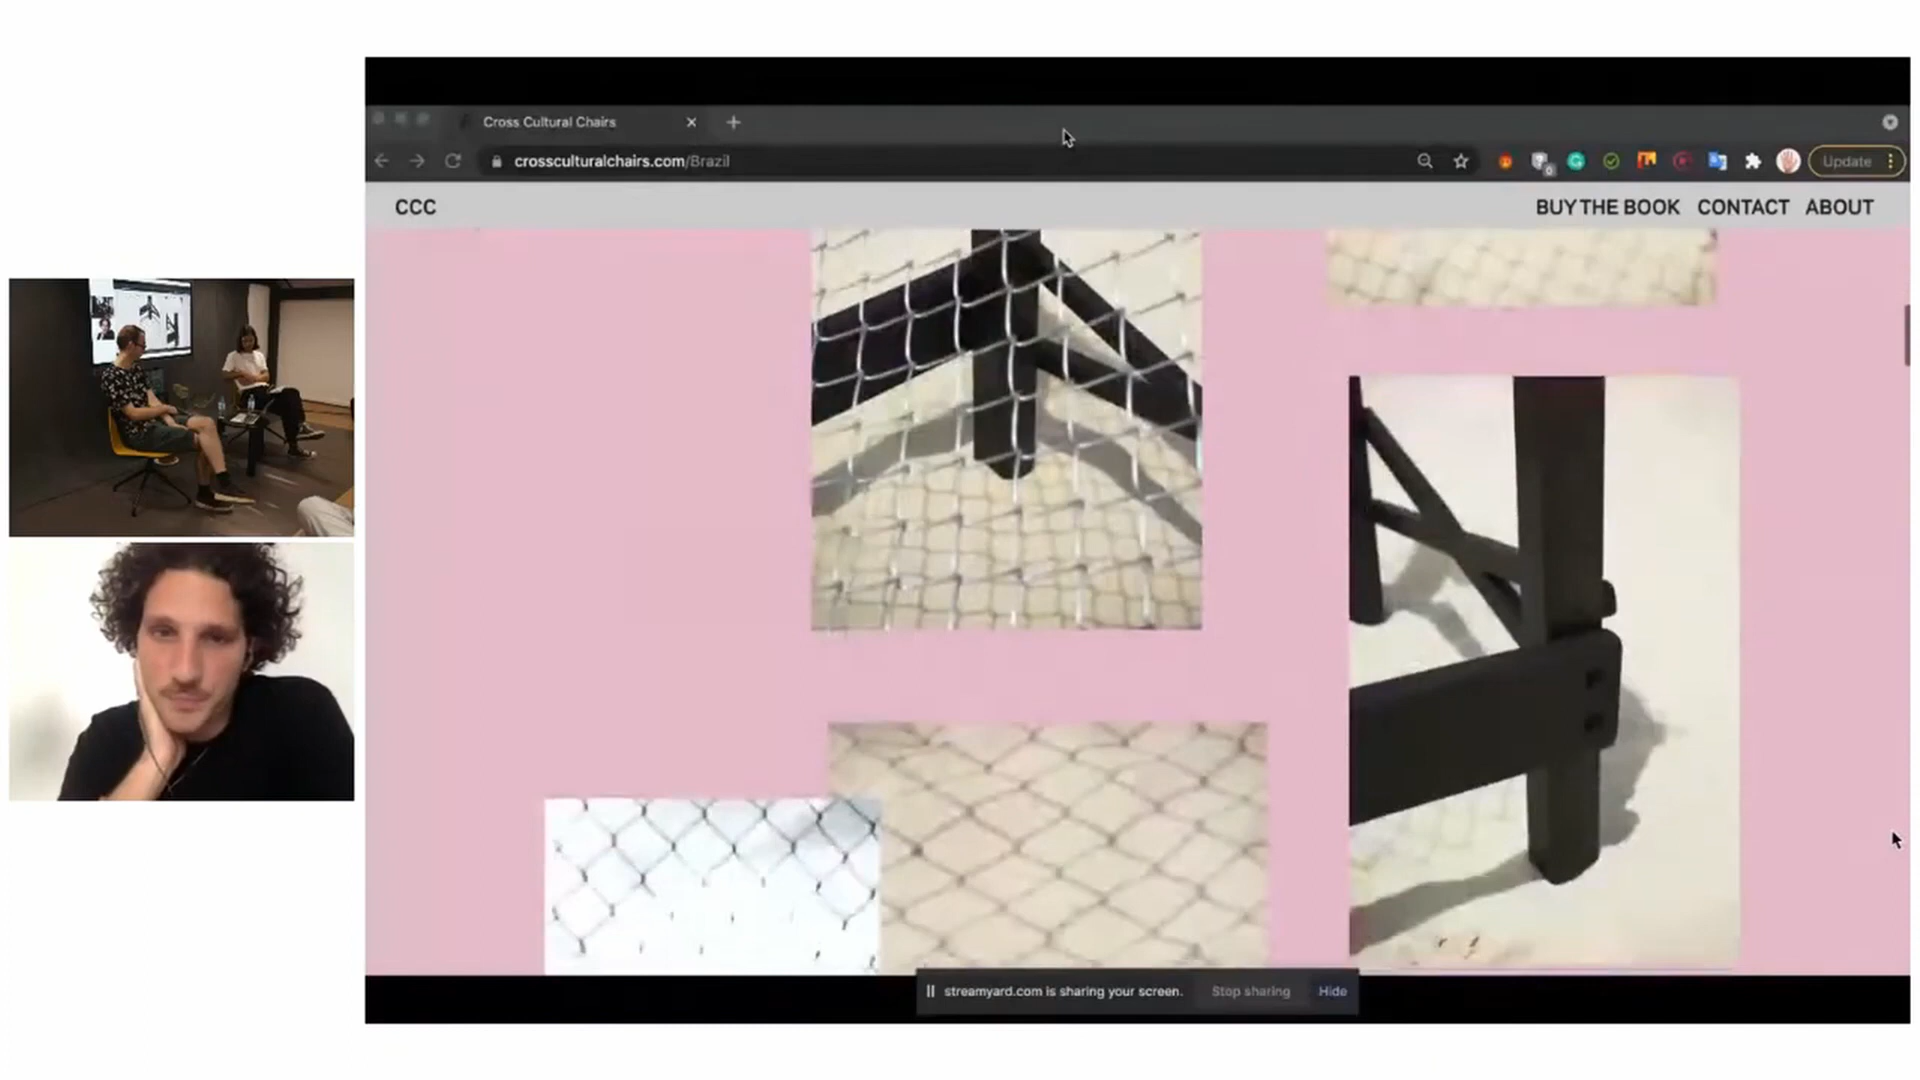 Cross Cultural Chairs
crossculturalchairs.com/Brazil
Update
CCC
BUY THE BOOK CONTACT ABOUT
streamyard.com is sharing your screen. Stop sharing Hide